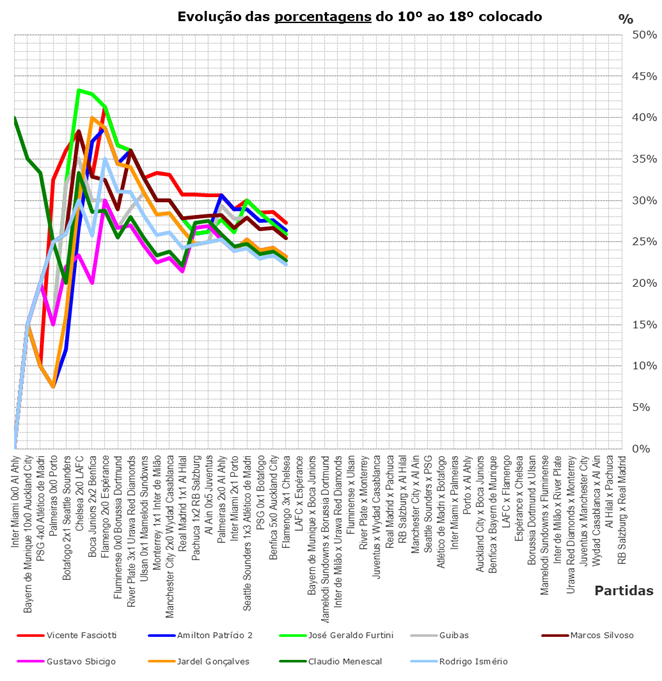 Evolução das porcentagens do 10º ao 18º colocado
%
50%
45%
40%
35%
30%
25%
20%
15%
10%
5%
0%
Inter Miami 0x0 Al Ahly
Bayern de Munique 10x0 Auckland City
PSG 4x0 Atlético de Madri
Palmeiras 0x0 Porto
Botafogo 2x1 Seattle Sounders
Chelsea 2x0 LAFC
Boca Juniors 2x2 Benfica
Flamengo 2x0 Espérance
Fluminense 0x0 Borussia Dortmund
River Plate 3x1 Urawa Red Diamonds
Ulsan 0x1 Mamelodi Sundowns
Monterrey 1x1 Inter de Milão
Manchester City 2x0 Wydad Casablanca
Real Madrid 1x1 Al Hilal
Pachuca 1x2 RB Salzburg
Al Ain 0x5 Juventus
Palmeiras 2x0 Al Ahly
Inter Miami 2x1 Porto
Seattle Sounders 1x3 Atlético de Madri
PSG 0x1 Botafogo
Benfica 5x0 Auckland City
Flamengo 3x1 Chelsea
LAFC x Espérance
Bayern de Munique x Boca Juniors
Mamelodi Sundowns x Borussia Dortmund
Inter de Milão x Urawa Red Diamonds
Fluminense x Ulsan
River Plate x Monterrey
Juventus x Wydad Casablanca
Real Madrid x Pachuca
RB Salzburg x Al Hilal
Manchester City x Al Ain
Seattle Sounders x PSG
Atlético de Madri x Botafogo
Inter Miami x Palmeiras
Porto x Al Ahly
Auckland City x Boca Juniors
Benfica x Bayern de Munique
LAFC x Flamengo
Espérance x Chelsea
Borussia Dortmund x Ulsan
Mamelodi Sundowns x Fluminense
Inter de Milão x River Plate
Urawa Red Diamonds x Monterrey
Juventus x Manchester City
Wydad Casablanca x Al Ain
Al Hilal x Pachuca
RB Salzburg x Real Madrid
Partidas
Vicente Fasciotti
Amilton Patrício 2
José Geraldo Furtini
Guibas
Marcos Silvoso
Gustavo Sbicigo
Jardel Gonçalves
Claudio Menescal
Rodrigo Ismério